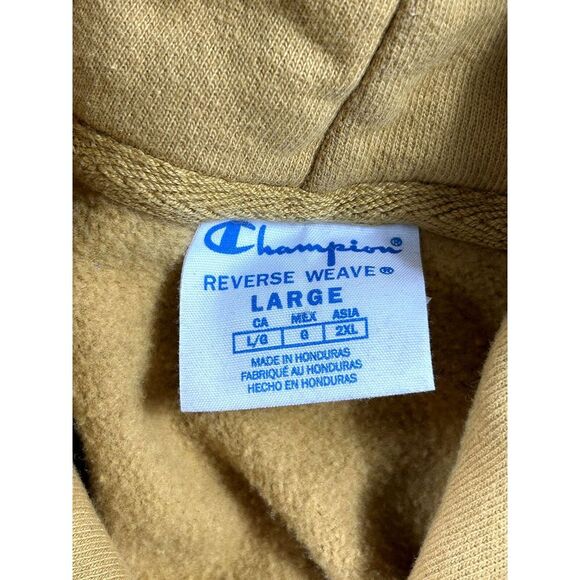 Champion®
REVERSE WEAVE®
LARGE
CA MEX ASIA
L/G G 2XL
MADE IN HONDURAS
FABRIQUÉ AU HONDURAS
HECHO EN HONDURAS